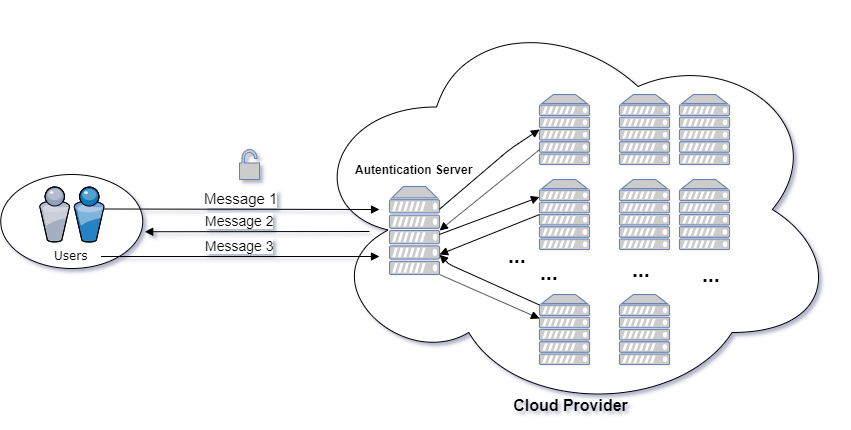 Autentication Server
Message 1
Message 2
Message 3
Users
...
...
...
...
Cloud Provider